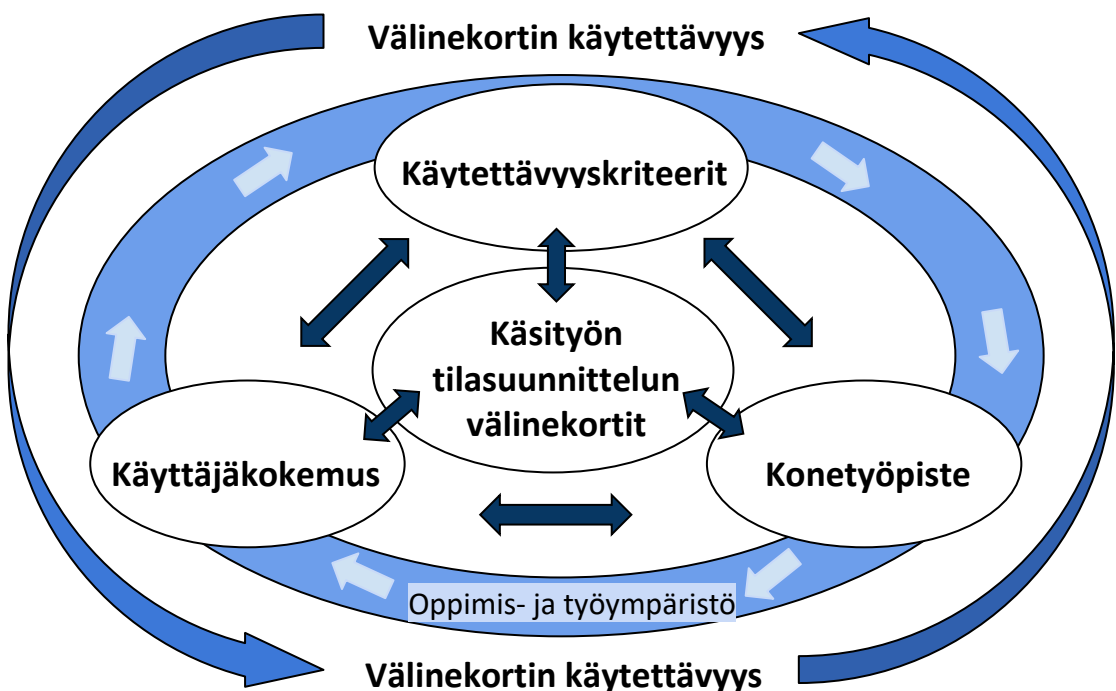 Välinekortin käytettävyys
Käytettävyyskriteerit
Käsityön
tilasuunnittelun
välinekortit
Käyttäjäkokemus
Konetyöpiste
Oppimis- ja työympäristö
Välinekortin käytettävyys